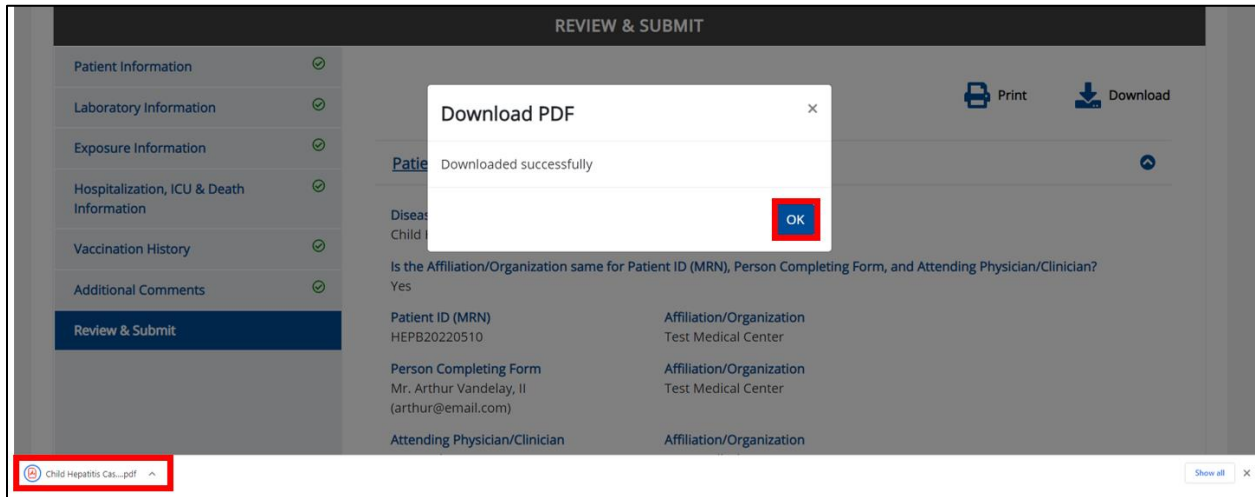 REVIEW & SUBMIT
Patient Information
Laboratory Information
Exposure Information
Hospitalization, ICU & Death
Information
Vaccination History
Additional Comments
Review & Submit
Print
Download
Download PDF
×
Downloaded successfully
OK
Patie
Diseas
Child
Is the Affiliation/Organization same for Patient ID (MRN), Person Completing Form, and Attending Physician/Clinician?
Yes
Patient ID (MRN)
Affiliation/Organization
HEPB20220510
Test Medical Center
Person Completing Form
Affiliation/Organization
Mr. Arthur Vandelay, II
Test Medical Center
(arthur@email.com)
Attending Physician/Clinician
Affiliation/Organization
Child Hepatitis Cas....pdf
Show all
×